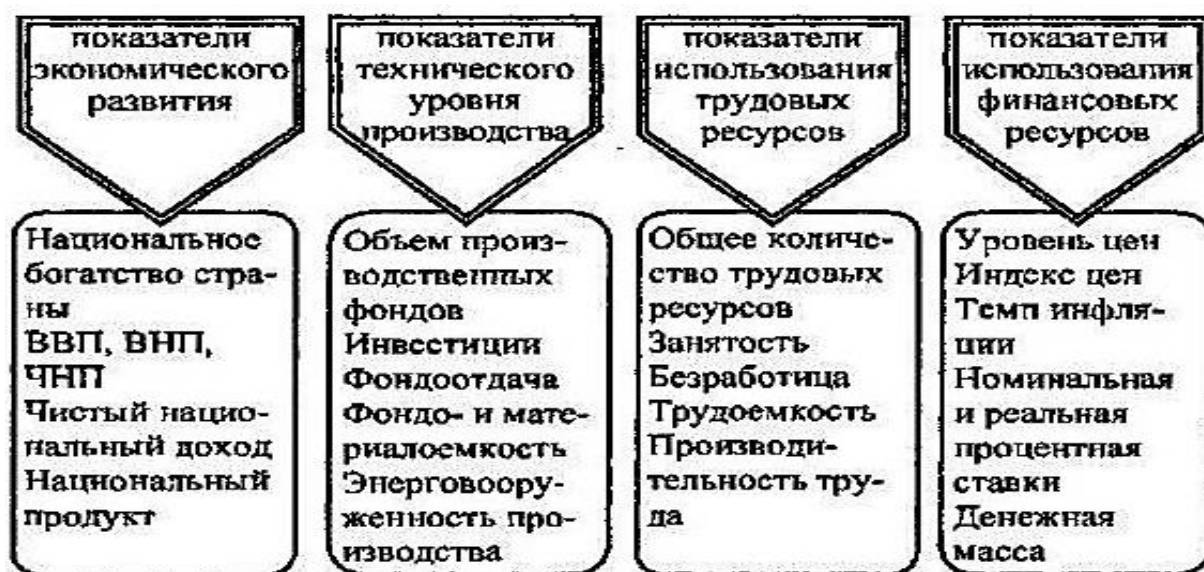 показатели
экономического
развития
показатели
технического
уровня
производства
показатели
использования
трудовых
ресурсов
показатели
использования
финансовых
ресурсов
Национальное
богатство стра-
ны
ВВП, ВНП,
ЧНП
Чистый нацио-
нальный доход
Национальный
продукт
Объем произ-
водственных
фондов
Инвестиции
Фондоотдача
Фондо- и мате-
риалоемкость
Энерговоору-
женность про-
изводства
Общее количе-
ство трудовых
ресурсов
Занятость
Безработица
Трудоемкость
Производи-
тельность тру-
да
Уровень цен
Индекс цен
Темп инфля-
ции
Номинальная
и реальная
процентная
ставки
Денежная
масса